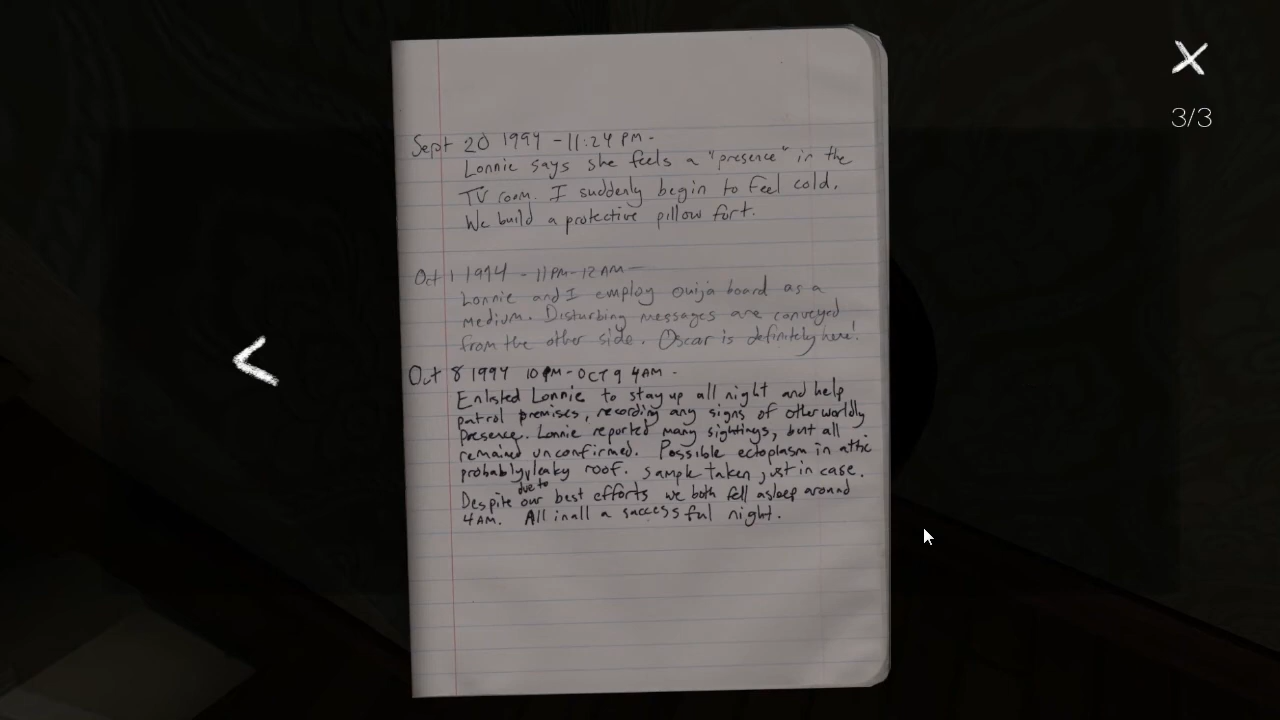 3/3
Sept 20 1994 - 11:24 PM -
Lonnie says she feels a "presence" in the
TV room. I suddenly begin to feel cold.
We build a protective pillow fort.
Oct 1 1994 - 11PM-12AM -
Lonnie and I employ ouija board as a
medium. Disturbing messages are conveyed
from the other side. Oscar is definitely here!
Oct 8 1994 10PM - OCT 9 4AM -
Enlisted Lonnie to stay up all night and help
patrol premises, recording any signs of otherworldly
presence. Lonnie reported many sightings, but all
remained unconfirmed. Possible ectoplasm in attic
probably leaky roof. Sample taken just in case.
due to
Despite our best efforts we both fell asleep around
4AM. All in all a successful night.